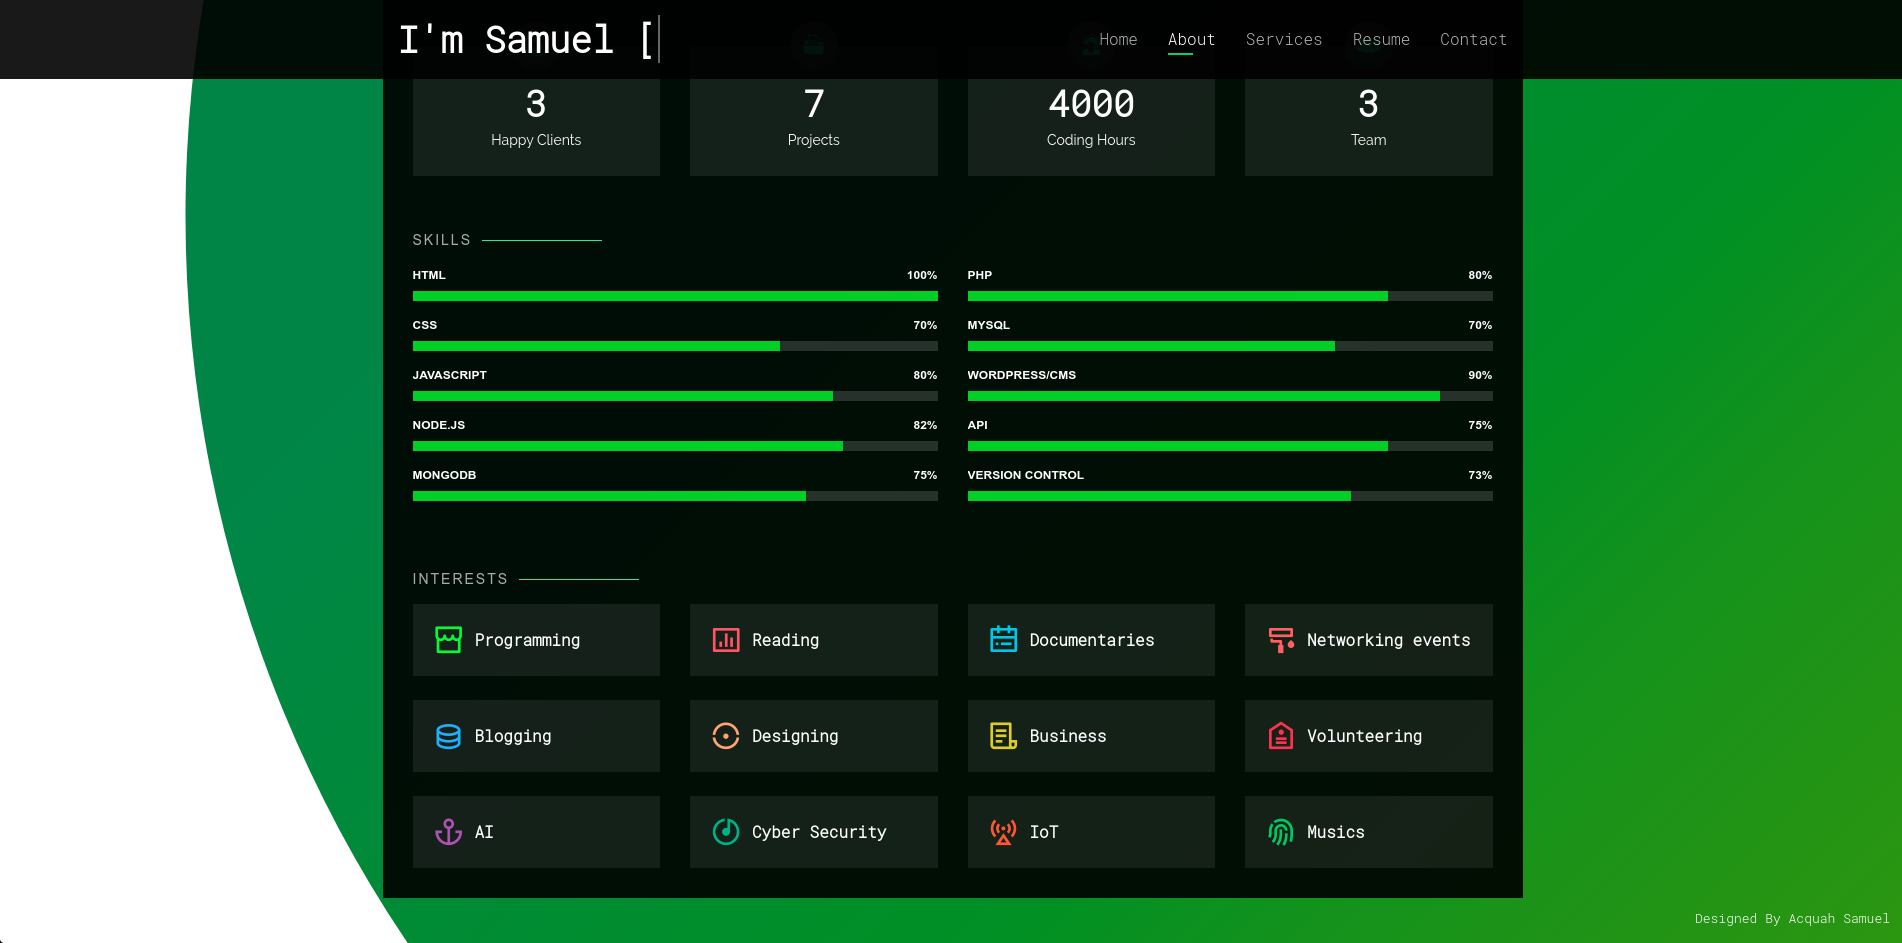 I'm Samuel [
Home About Services Resume Contact
3 7 4000 3
Happy Clients Projects Coding Hours Team
SKILLS
HTML 100% PHP 80%
CSS 70% MYSQL 70%
JAVASCRIPT 80% WORDPRESS/CMS 90%
NODE.JS 82% API 75%
MONGODB 75% VERSION CONTROL 73%
INTERESTS
Programming Reading Documentaries Networking events
Blogging Designing Business Volunteering
AI Cyber Security IoT Musics
Designed By Acquah Samuel